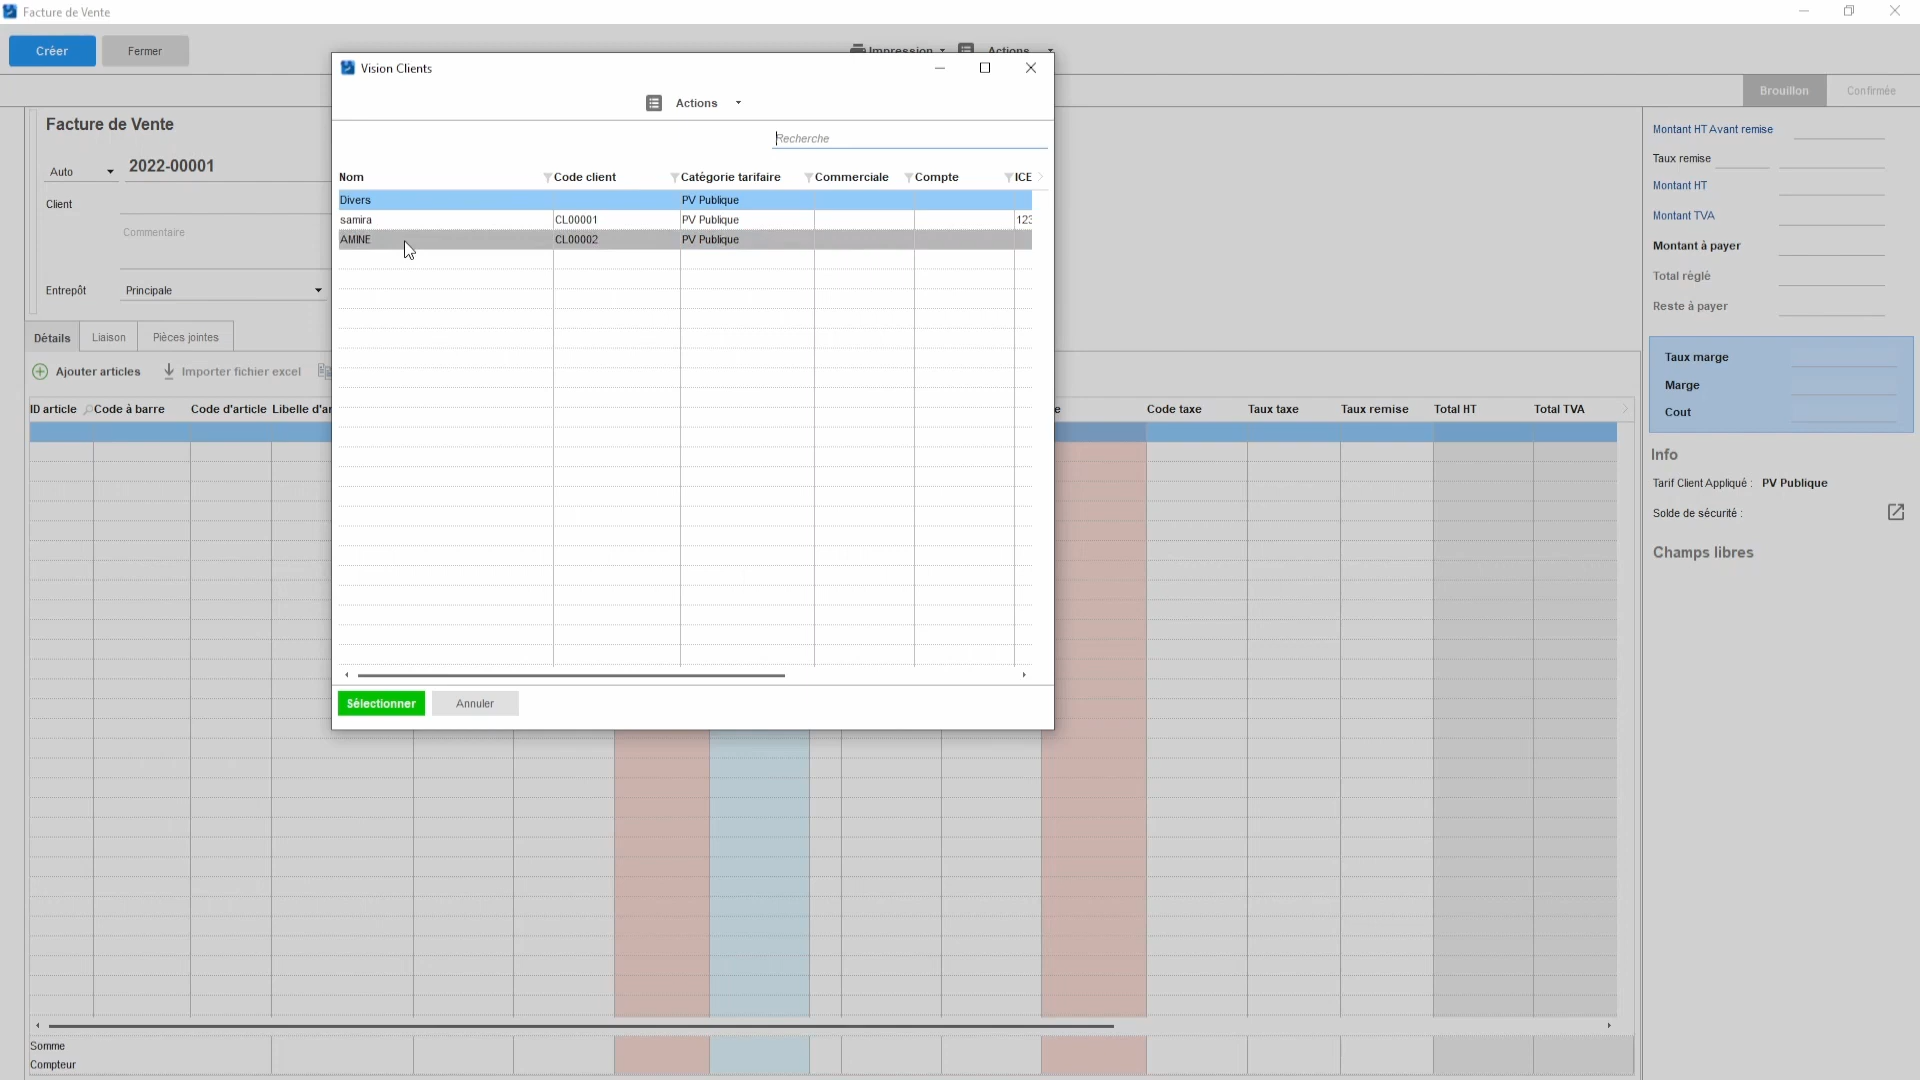 Facture de Vente
Créer
Fermer
Impression
Actions
Brouillon
Confirmée
Facture de Vente
Auto
2022-00001
Client
Commentaire
Entrepôt
Principale
Détails
Liaison
Pièces jointes
Ajouter articles
Importer fichier excel
ID article
Code à barre
Code d'article
Libelle d'ar
e
Code taxe
Taux taxe
Taux remise
Total HT
Total TVA
Somme
Compteur
Vision Clients
Actions
Recherche
Nom
Code client
Catégorie tarifaire
Commerciale
Compte
ICE
Divers PV Publique
samira CL00001 PV Publique 123
AMINE CL00002 PV Publique
Sélectionner
Annuler
Montant HT Avant remise
Taux remise
Montant HT
Montant TVA
Montant à payer
Total réglé
Reste à payer
Taux marge
Marge
Cout
Info
Tarif Client Appliqué : PV Publique
Solde de sécurité :
Champs libres